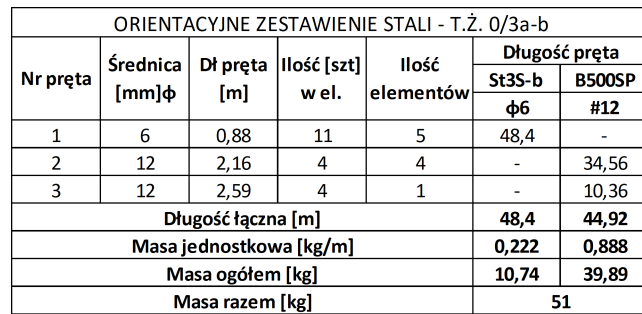 ORIENTACYJNE ZESTAWIENIE STALI - T.Ż. 0/3a-b
Nr pręta Średnica [mm]ф Dł pręta [m] Ilość [szt] w el. Ilość elementów Długość pręta
St3S-b B500SP
ф6 #12
1 6 0,88 11 5 48,4 -
2 12 2,16 4 4 - 34,56
3 12 2,59 4 1 - 10,36
Długość łączna [m] 48,4 44,92
Masa jednostkowa [kg/m] 0,222 0,888
Masa ogółem [kg] 10,74 39,89
Masa razem [kg] 51